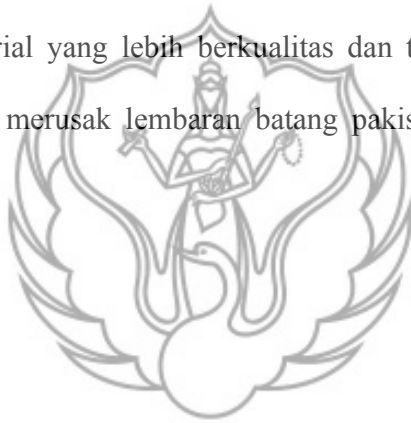 rial yang lebih berkualitas dan t
merusak lembaran batang pakis